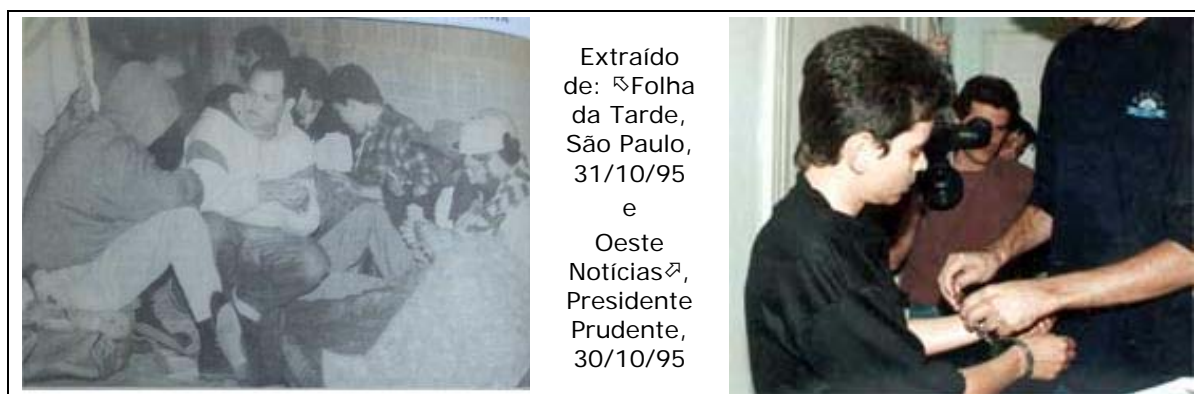 Extraído
de: ⇖Folha
da Tarde,
São Paulo,
31/10/95
e
Oeste
Notícias⇗,
Presidente
Prudente,
30/10/95